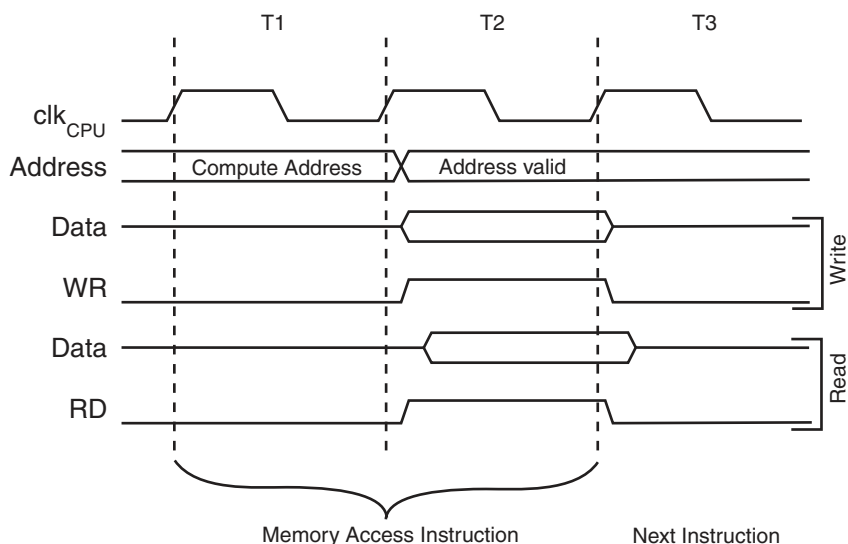 T1 T2 T3
clkCPU
Address Compute Address Address valid
Data
WR
Write
Data
RD
Read
Memory Access Instruction Next Instruction